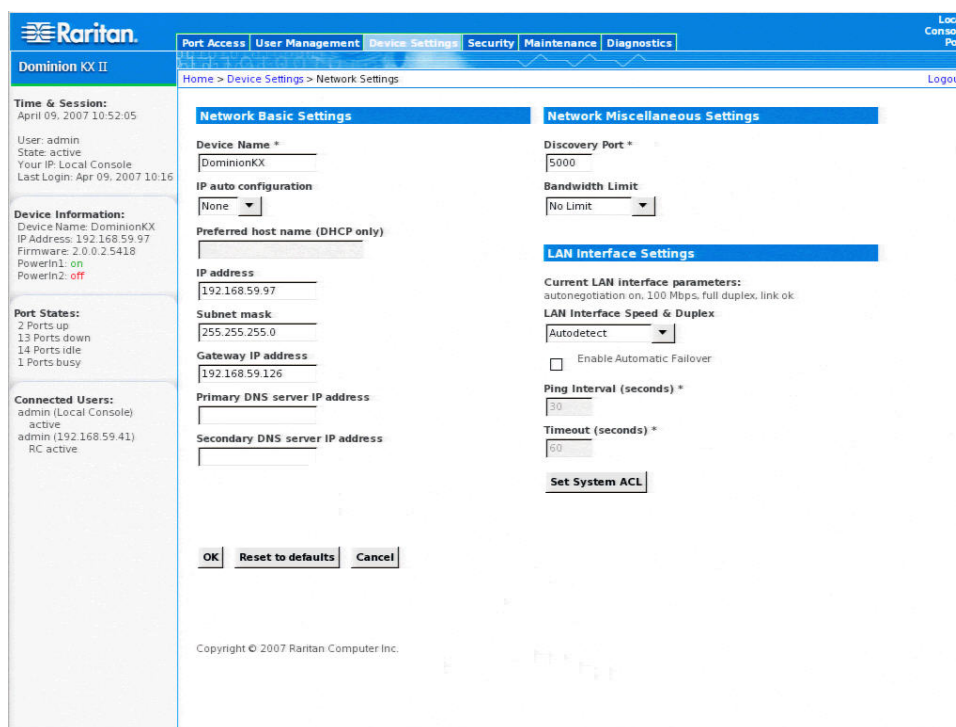 Raritan.
Dominion KX II
Port Access User Management Device Settings Security Maintenance Diagnostics
Home > Device Settings > Network Settings
Time & Session:
April 09, 2007 10:52:05
User: admin
State: active
Your IP: Local Console
Last Login: Apr 09, 2007 10:16
Device Information:
Device Name: DominionKX
IP Address: 192.168.59.97
Firmware: 2.0.0.2.5418
PowerIn1: on
PowerIn2: off
Port States:
2 Ports up
13 Ports down
14 Ports idle
1 Ports busy
Connected Users:
admin (Local Console)
active
admin (192.168.59.41)
RC active
Network Basic Settings
Device Name *
DominionKX
IP auto configuration
None
Preferred host name (DHCP only)
IP address
192.168.59.97
Subnet mask
255.255.255.0
Gateway IP address
192.168.59.126
Primary DNS server IP address
Secondary DNS server IP address
OK Reset to defaults Cancel
Network Miscellaneous Settings
Discovery Port *
5000
Bandwidth Limit
No Limit
LAN Interface Settings
Current LAN interface parameters:
autonegotiation on, 100 Mbps, full duplex, link ok
LAN Interface Speed & Duplex
Autodetect
Enable Automatic Failover
Ping Interval (seconds) *
30
Timeout (seconds) *
60
Set System ACL
Copyright © 2007 Raritan Computer Inc.